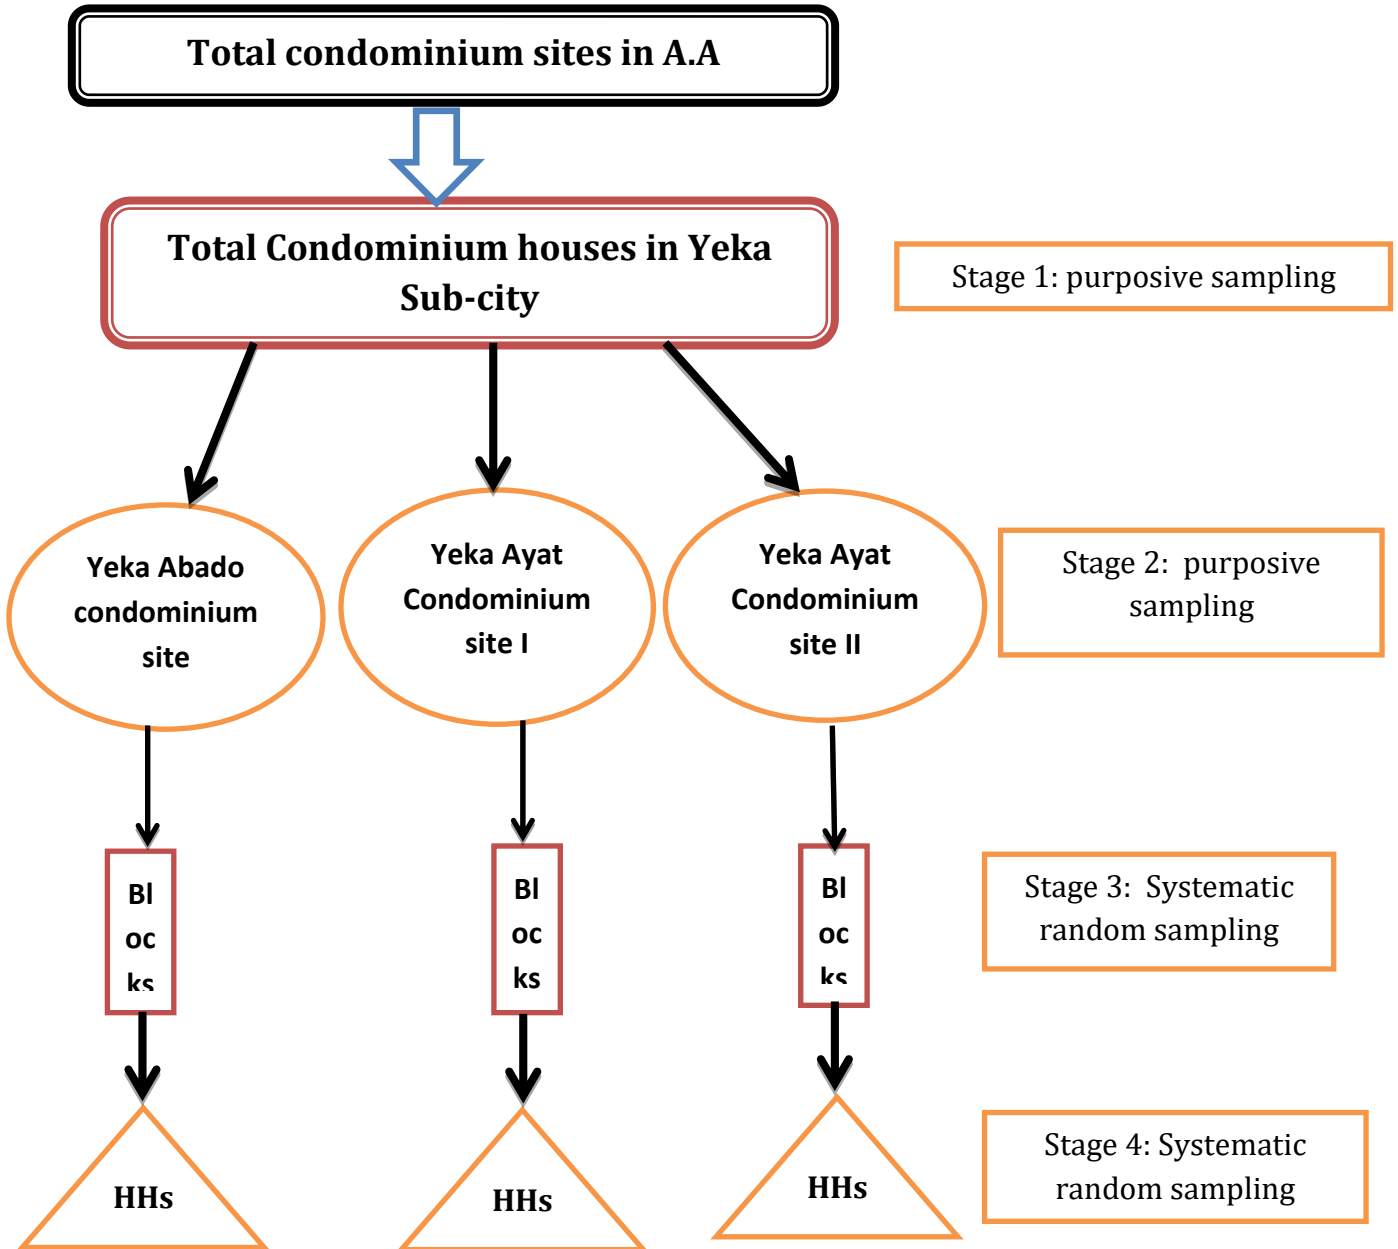 Total condominium sites in A.A
Total Condominium houses in Yeka
Sub-city
Stage 1: purposive sampling
Yeka Abado
condominium
site
Yeka Ayat
Condominium
site I
Yeka Ayat
Condominium
site II
Stage 2:  purposive
sampling
Bl
oc
ks
Bl
oc
ks
Bl
oc
ks
Stage 3:  Systematic
random sampling
HHs
HHs
HHs
Stage 4: Systematic
random sampling